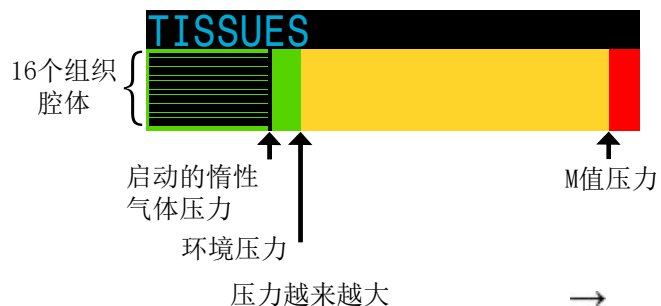 TISSUES
16个组织
腔体
启动的惰性
气体压力
M值压力
环境压力
压力越来越大